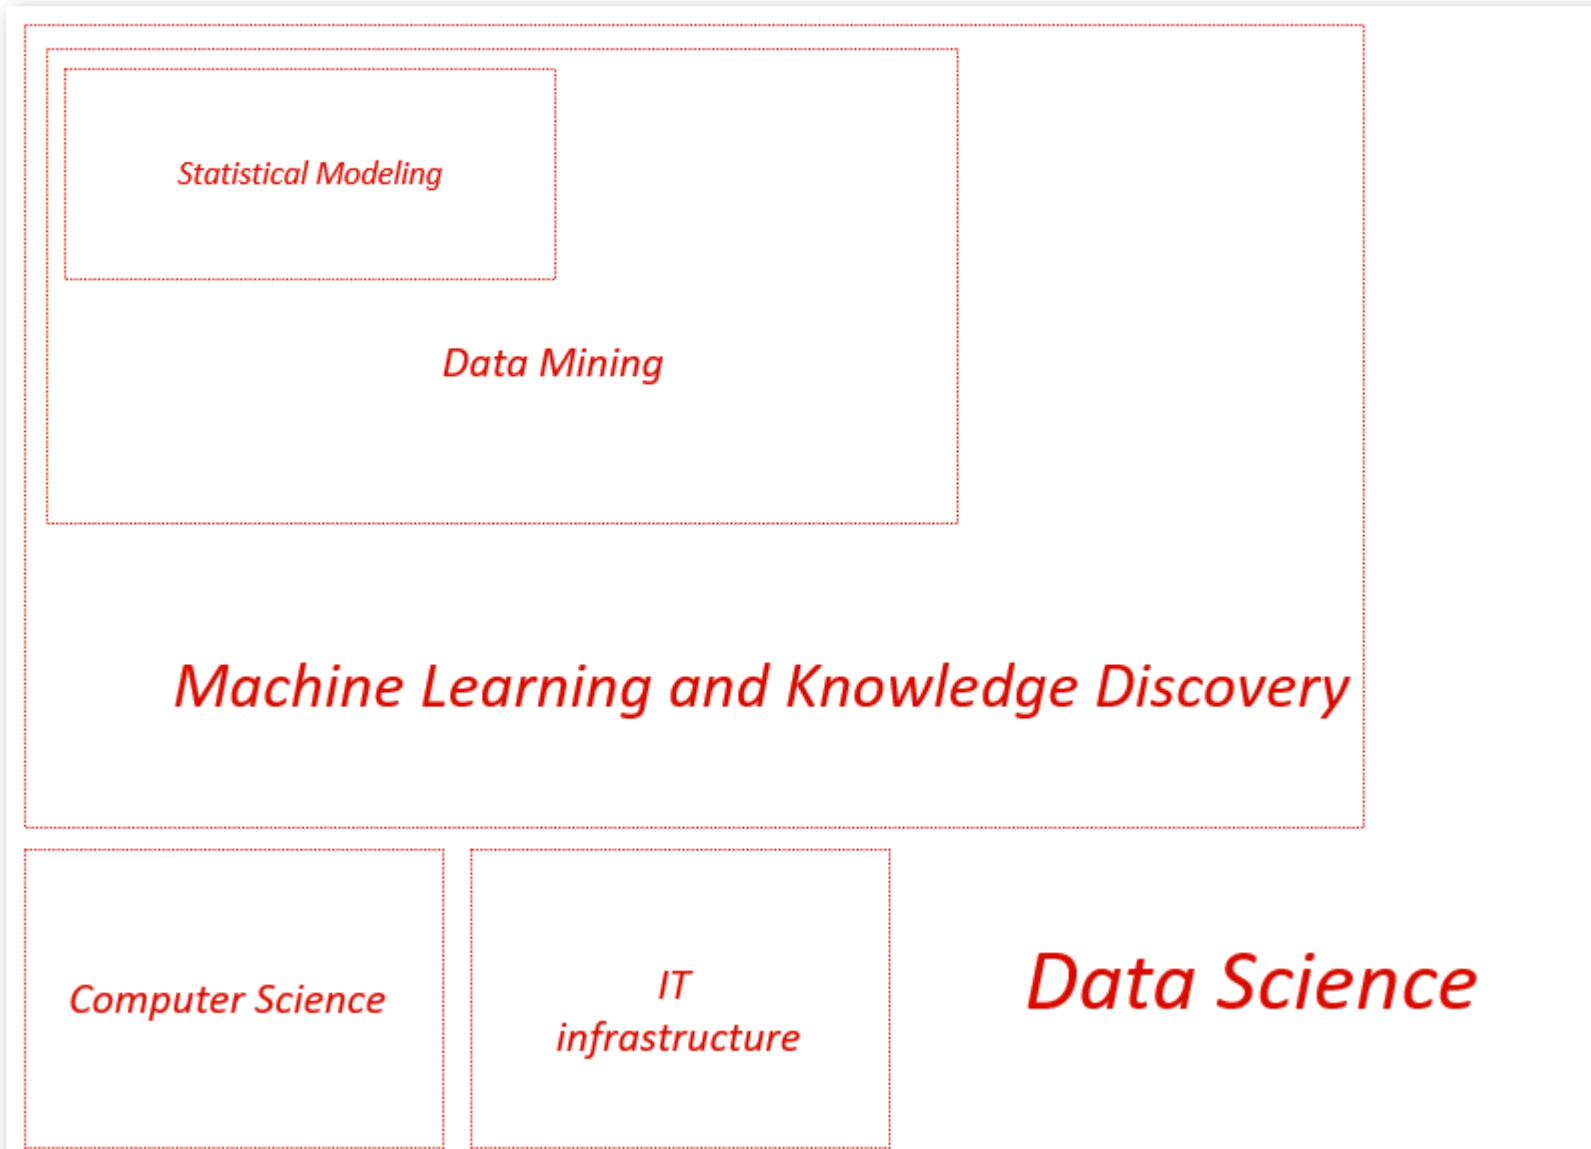 Statistical Modeling
Data Mining
Machine Learning and Knowledge Discovery
Computer Science
IT
infrastructure
Data Science